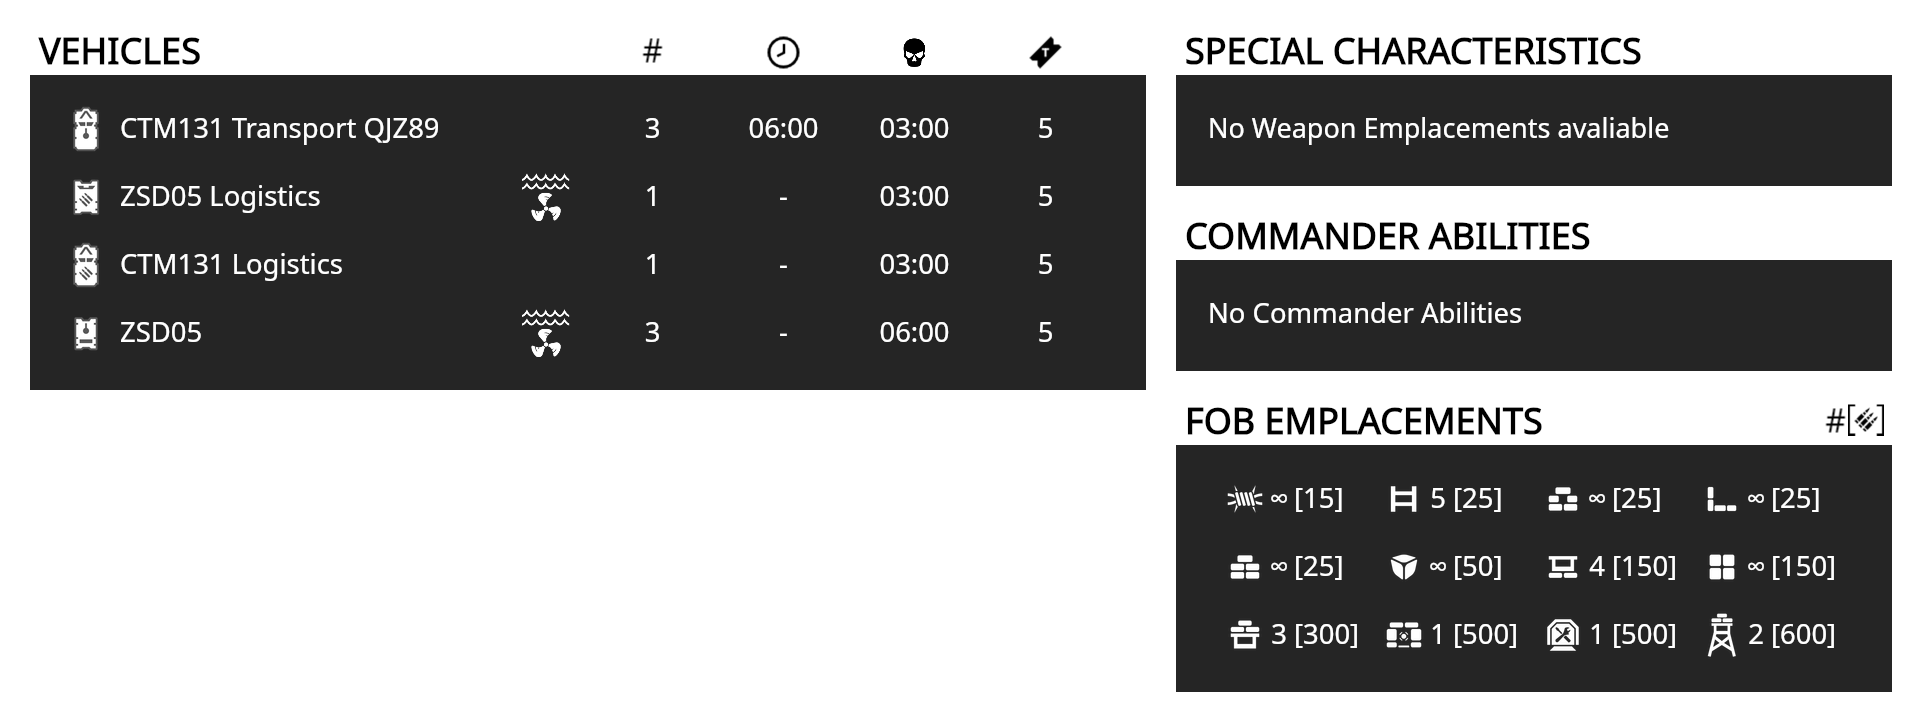 VEHICLES #
CTM131 Transport QJZ89 3 06:00 03:00 5
ZSD05 Logistics 1 - 03:00 5
CTM131 Logistics 1 - 03:00 5
ZSD05 3 - 06:00 5
SPECIAL CHARACTERISTICS
No Weapon Emplacements avaliable
COMMANDER ABILITIES
No Commander Abilities
FOB EMPLACEMENTS #[]
∞ [15] 5 [25] ∞ [25] ∞ [25]
∞ [25] ∞ [50] 4 [150] ∞ [150]
3 [300] 1 [500] 1 [500] 2 [600]